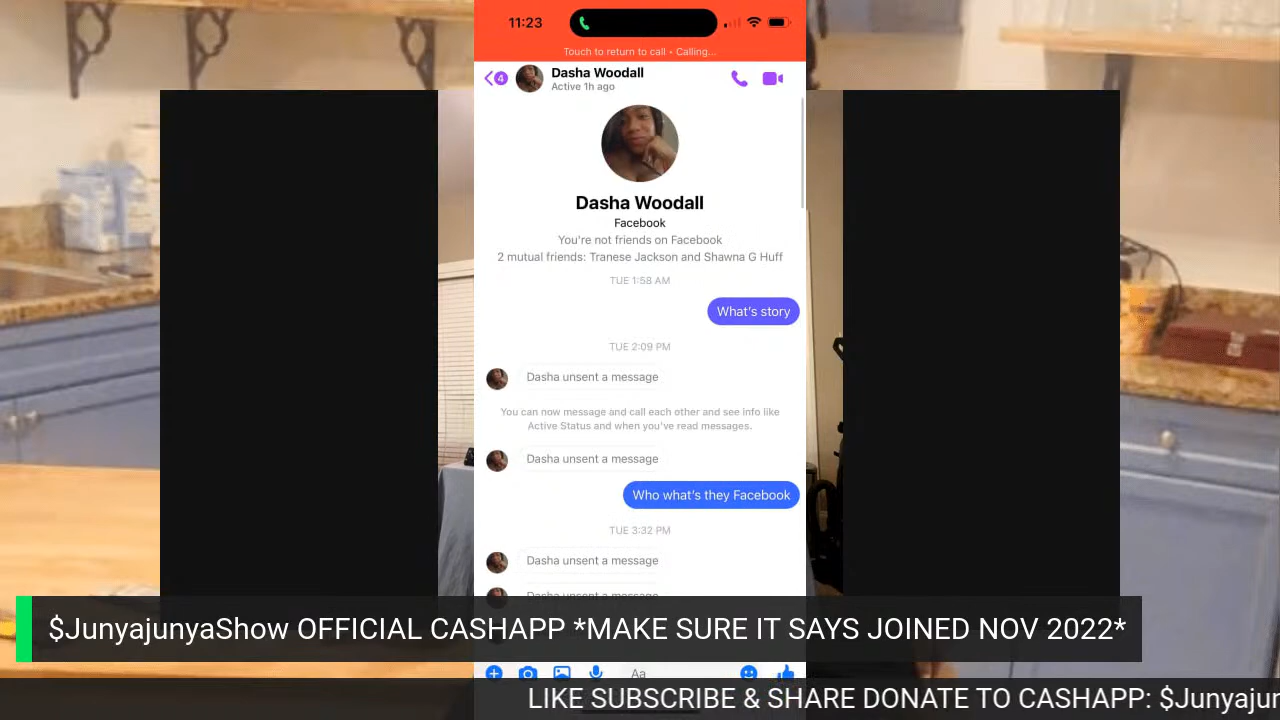 11:23
Touch to return to call • Calling...
4
Dasha Woodall
Active 1h ago
Dasha Woodall
Facebook
You're not friends on Facebook
2 mutual friends: Tranese Jackson and Shawna G Huff
TUE 1:58 AM
What's story
TUE 2:09 PM
Dasha unsent a message
You can now message and call each other and see info like
Active Status and when you've read messages.
Dasha unsent a message
Who what's they Facebook
TUE 3:32 PM
Dasha unsent a message
Dasha unsent a message
$JunyajunyaShow OFFICIAL CASHAPP *MAKE SURE IT SAYS JOINED NOV 2022*
Aa
LIKE SUBSCRIBE & SHARE DONATE TO CASHAPP: $Junyajun